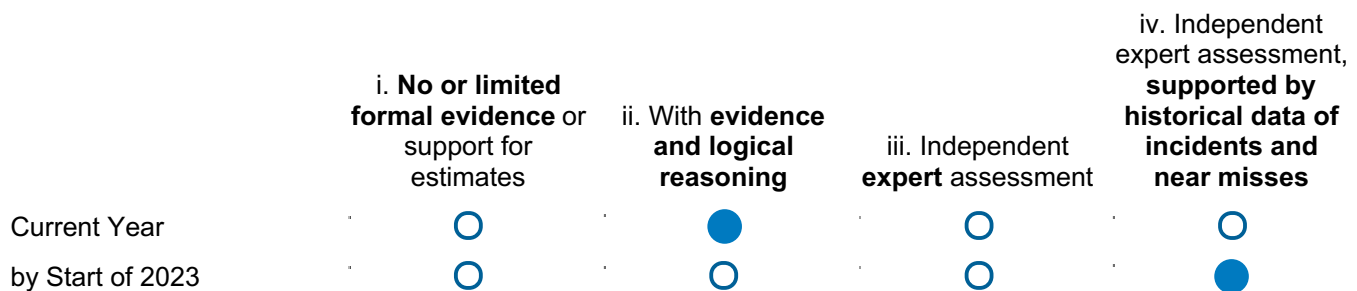 i. No or limited
formal evidence or
support for
estimates
ii. With evidence
and logical
reasoning
iii. Independent
expert assessment
iv. Independent
expert assessment,
supported by
historical data of
incidents and
near misses
Current Year
by Start of 2023